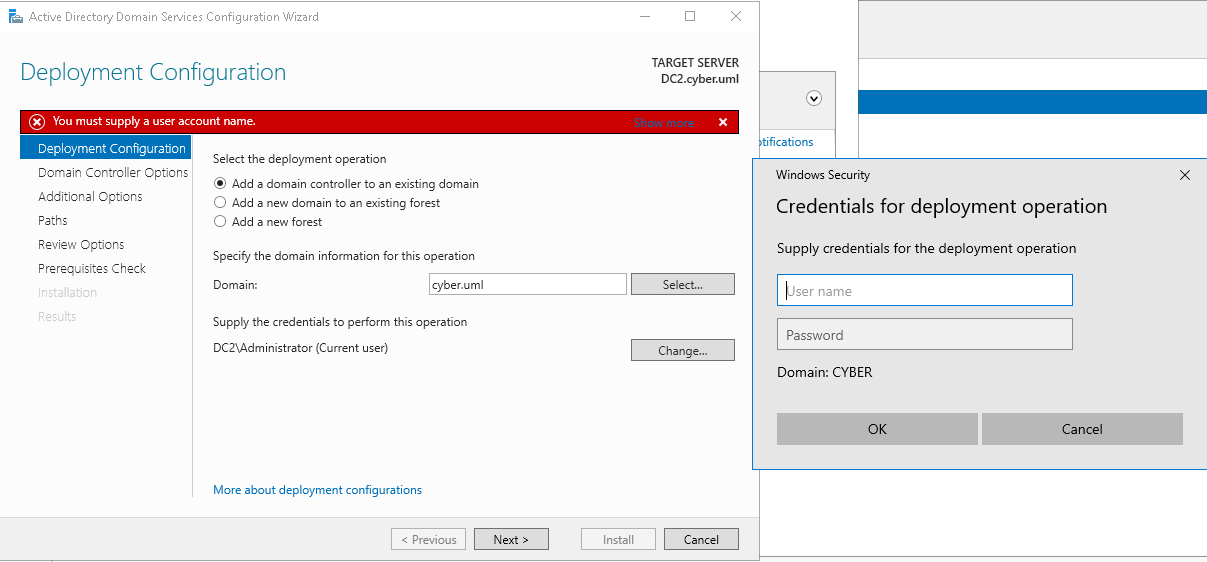 Active Directory Domain Services Configuration Wizard
Deployment Configuration
TARGET SERVER
DC2.cyber.uml
You must supply a user account name.
Show more
Deployment Configuration
Domain Controller Options
Additional Options
Paths
Review Options
Prerequisites Check
Installation
Results
Select the deployment operation
Add a domain controller to an existing domain
Add a new domain to an existing forest
Add a new forest
Specify the domain information for this operation
Domain:
cyber.uml
Select...
Supply the credentials to perform this operation
DC2\Administrator (Current user)
Change...
More about deployment configurations
< Previous
Next >
Install
Cancel
otifications
Windows Security
Credentials for deployment operation
Supply credentials for the deployment operation
User name
Password
Domain: CYBER
OK
Cancel